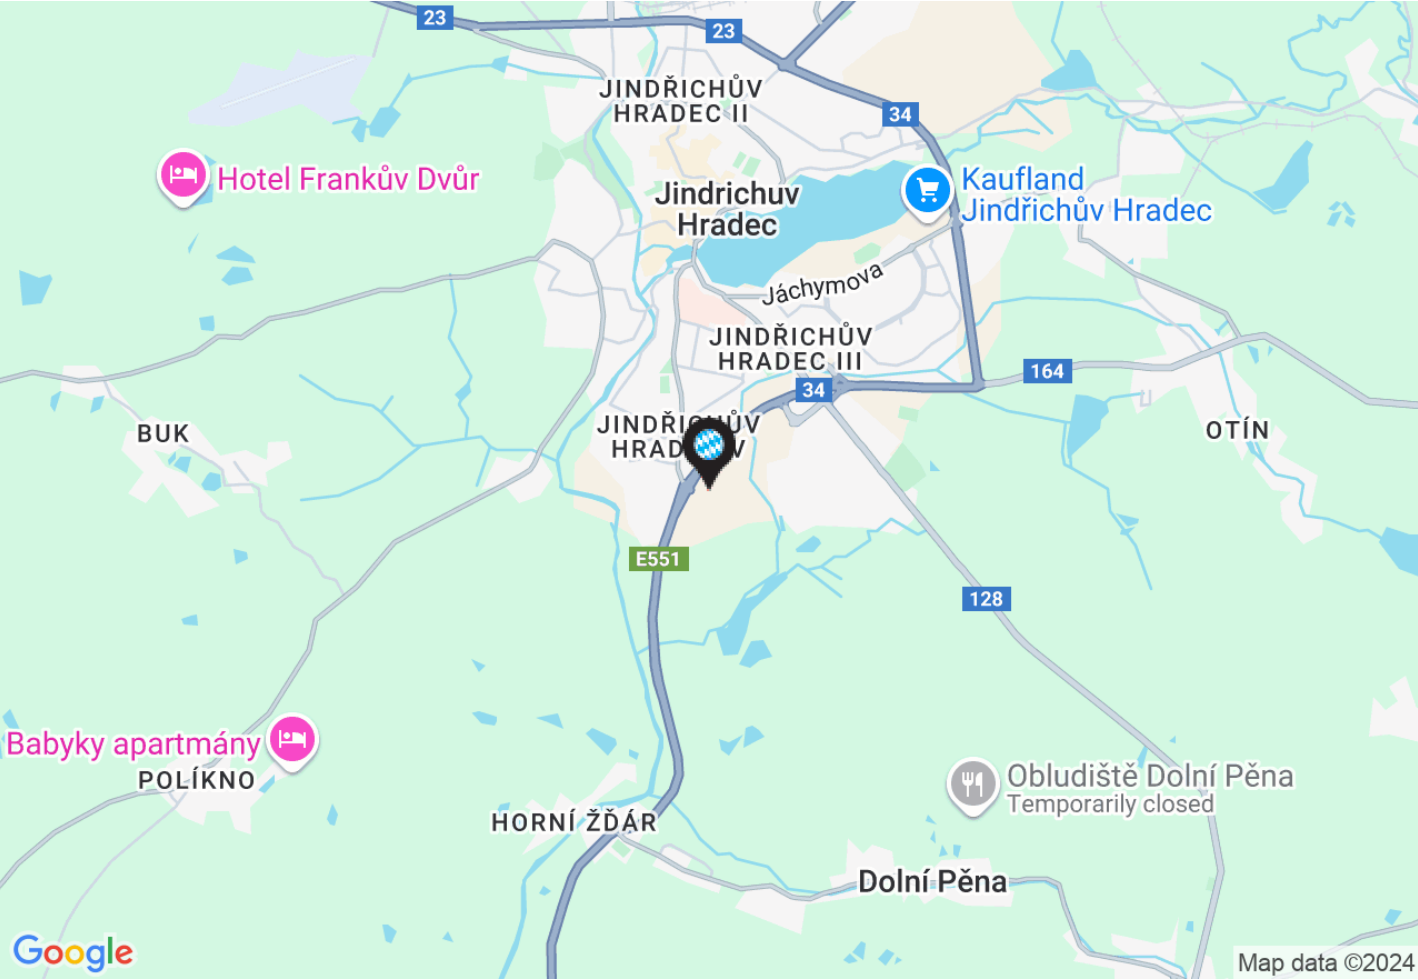 23
23
JINDŘICHŮV
HRADEC II
34
Hotel Frankův Dvůr
Kaufland
Jindřichův Hradec
Jindrichuv
Hradec
Jáchymova
JINDŘICHŮV
HRADEC III
164
34
JINDŘICHŮV
HRAD V
BUK
OTÍN
E551
128
Babyky apartmány
POLÍKNO
Obludiště Dolní Pěna
Temporarily closed
HORNÍ ŽĎÁR
Dolní Pěna
Google
Map data ©2024